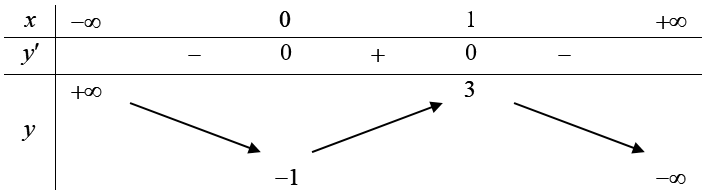 x −∞ 0 1 +∞
y′ − 0 + 0 −
+∞ 3
y
−1 −∞